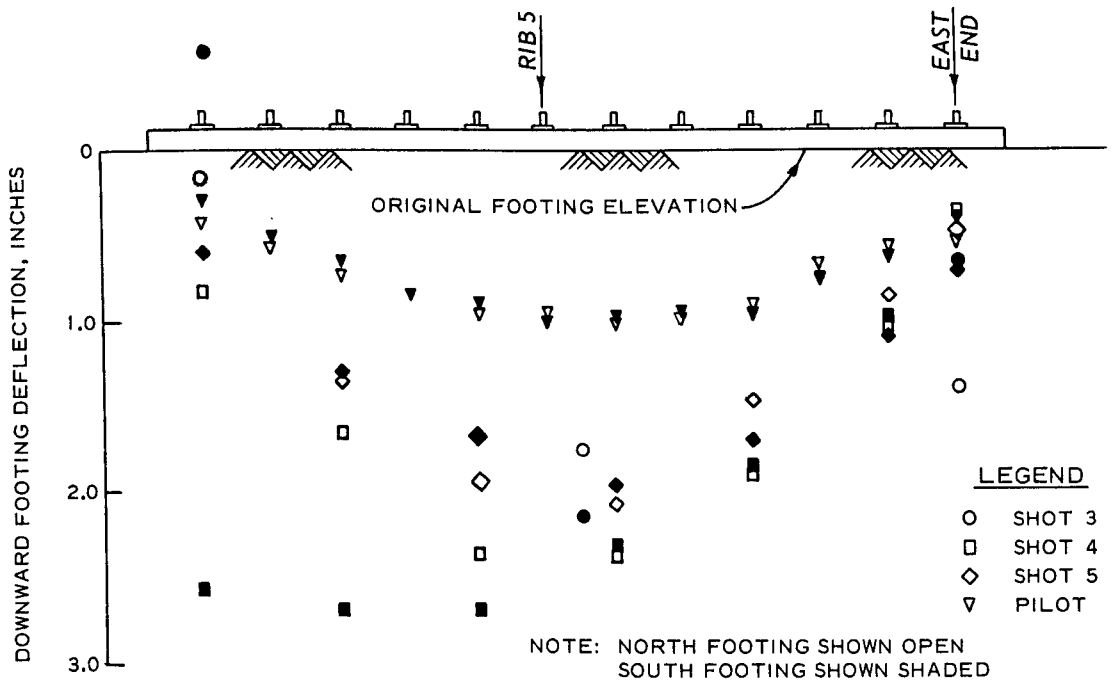 RIB 5
EAST
END
0
ORIGINAL FOOTING ELEVATION
DOWNWARD FOOTING DEFLECTION, INCHES
1.0
2.0
3.0
LEGEND
SHOT 3
SHOT 4
SHOT 5
PILOT
NOTE: NORTH FOOTING SHOWN OPEN
SOUTH FOOTING SHOWN SHADED